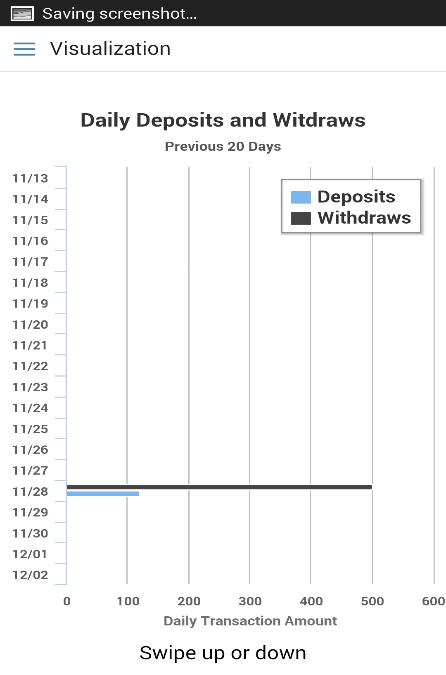 Saving screenshot...
Visualization
Daily Deposits and Witdraws
Previous 20 Days
Deposits
Withdraws
11/13
11/14
11/15
11/16
11/17
11/18
11/19
11/20
11/21
11/22
11/23
11/24
11/25
11/26
11/27
11/28
11/29
11/30
12/01
12/02
0 100 200 300 400 500 600
Daily Transaction Amount
Swipe up or down